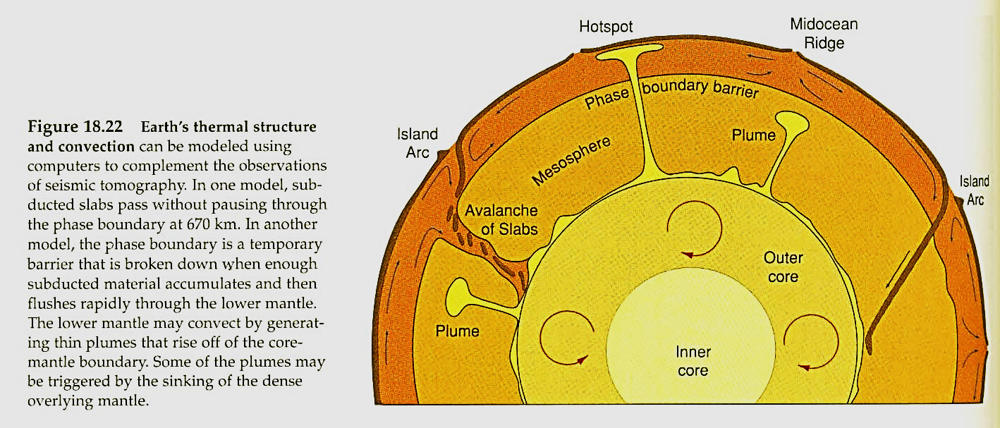 Figure 18.22 Earth's thermal structure
and convection can be modeled using
computers to complement the observations
of seismic tomography. In one model, sub-
ducted slabs pass without pausing through
the phase boundary at 670 km. In another
model, the phase boundary is a temporary
barrier that is broken down when enough
subducted material accumulates and then
flushes rapidly through the lower mantle.
The lower mantle may convect by generat-
ing thin plumes that rise off of the core-
mantle boundary. Some of the plumes may
be triggered by the sinking of the dense
overlying mantle.
Hotspot
Midocean
Ridge
Phase boundary barrier
Island
Arc
Plume
Mesosphere
Island
Arc
Avalanche
of Slabs
Outer
core
Plume
Inner
core